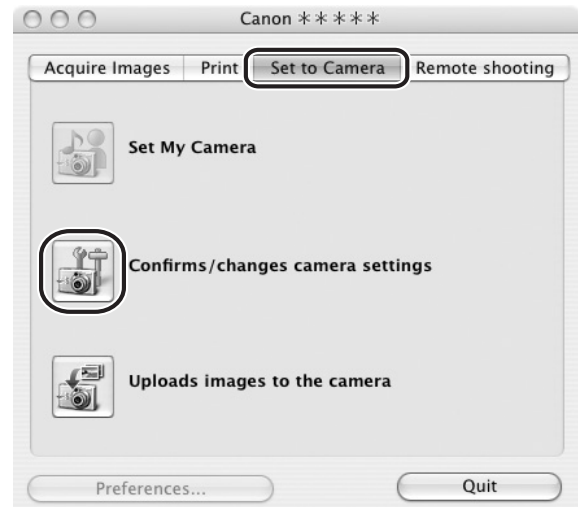 Canon ＊＊＊＊＊
Acquire Images Print Set to Camera Remote shooting
Set My Camera
Confirms/changes camera settings
Uploads images to the camera
Preferences...
Quit